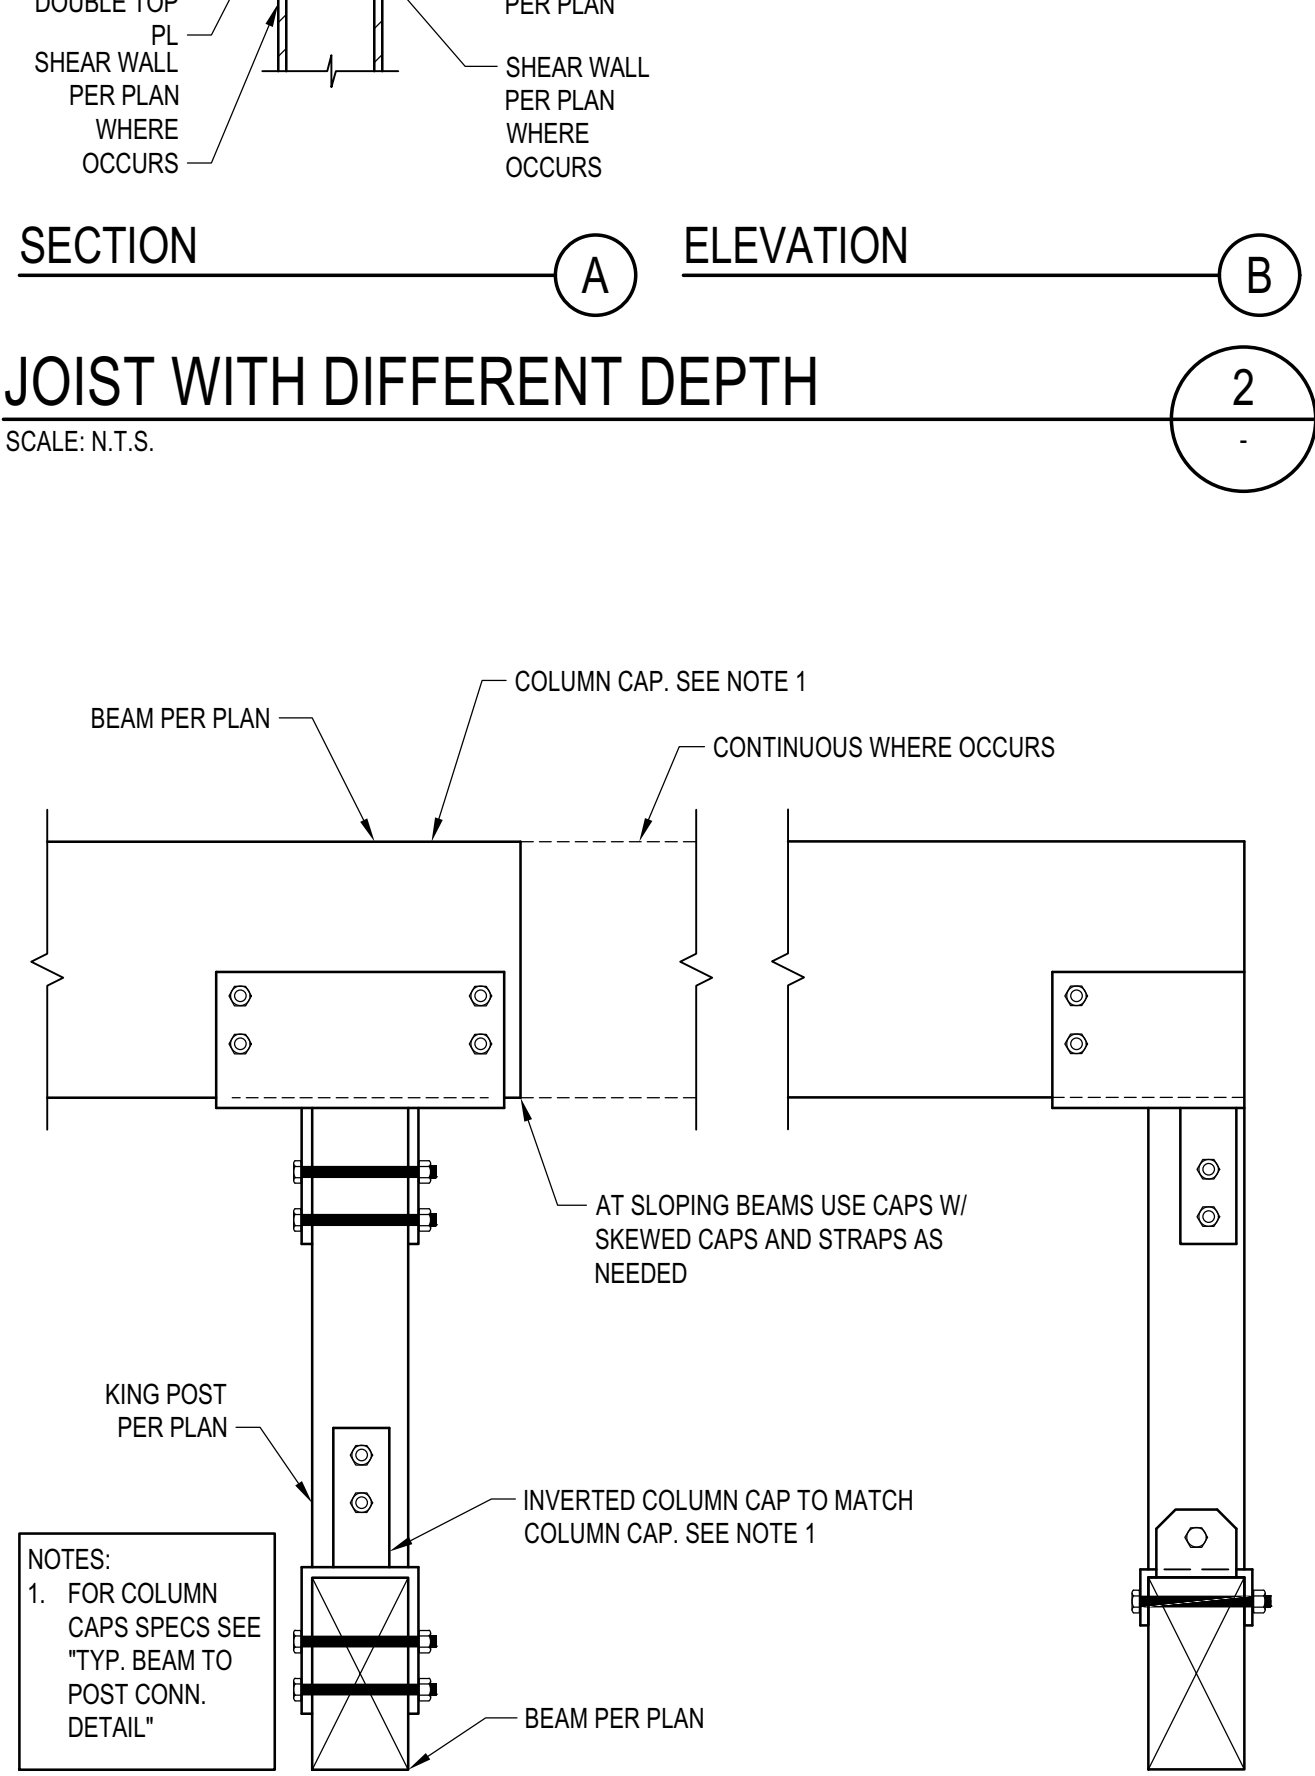 DOUBLE TOP
PL
SHEAR WALL
PER PLAN
WHERE
OCCURS
PER PLAN
SHEAR WALL
PER PLAN
WHERE
OCCURS
SECTION
A
ELEVATION
B
JOIST WITH DIFFERENT DEPTH
2
-
SCALE: N.T.S.
COLUMN CAP. SEE NOTE 1
BEAM PER PLAN
CONTINUOUS WHERE OCCURS
AT SLOPING BEAMS USE CAPS W/
SKEWED CAPS AND STRAPS AS
NEEDED
KING POST
PER PLAN
INVERTED COLUMN CAP TO MATCH
COLUMN CAP. SEE NOTE 1
NOTES:
1. FOR COLUMN
CAPS SPECS SEE
"TYP. BEAM TO
POST CONN.
DETAIL"
BEAM PER PLAN